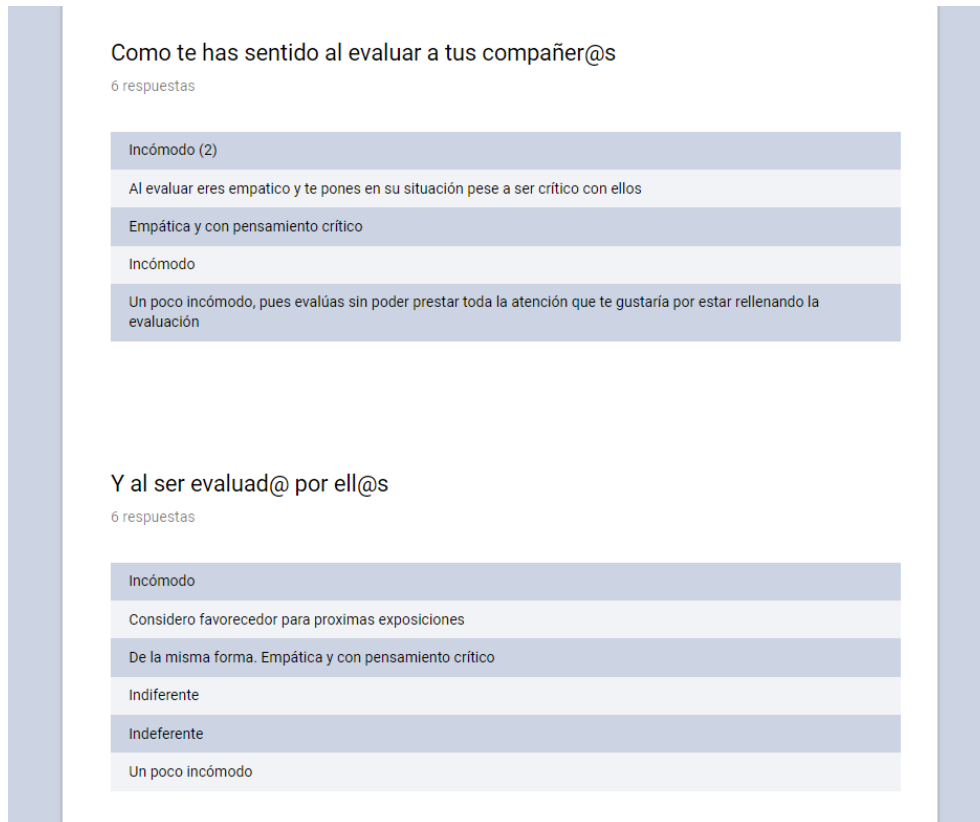 Como te has sentido al evaluar a tus compañer@s
6 respuestas
Incómodo (2)
Al evaluar eres empatico y te pones en su situación pese a ser crítico con ellos
Empática y con pensamiento crítico
Incómodo
Un poco incómodo, pues evalúas sin poder prestar toda la atención que te gustaría por estar rellenando la
evaluación
Y al ser evaluad@ por ell@s
6 respuestas
Incómodo
Considero favorecedor para proximas exposiciones
De la misma forma. Empática y con pensamiento crítico
Indiferente
Indeferente
Un poco incómodo